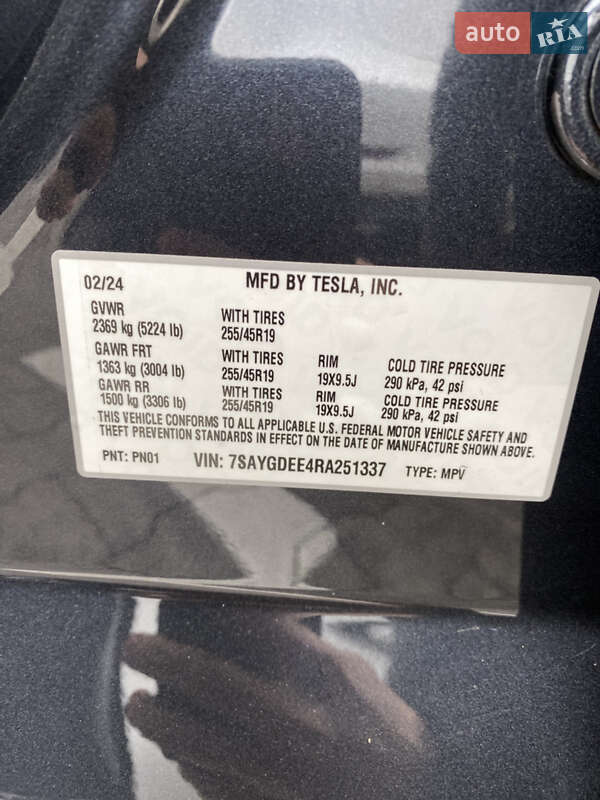 auto RIA .com
02/24 MFD BY TESLA, INC.
GVWR WITH TIRES
2369 kg (5224 lb) 255/45R19
GAWR FRT WITH TIRES RIM COLD TIRE PRESSURE
1363 kg (3004 lb) 255/45R19 19X9.5J 290 kPa, 42 psi
GAWR RR WITH TIRES RIM COLD TIRE PRESSURE
1500 kg (3306 lb) 255/45R19 19X9.5J 290 kPa, 42 psi
THIS VEHICLE CONFORMS TO ALL APPLICABLE U.S. FEDERAL MOTOR VEHICLE SAFETY AND
THEFT PREVENTION STANDARDS IN EFFECT ON THE DATE OF MANUFACTURE SHOWN ABOVE.
PNT: PN01 VIN: 7SAYGDEE4RA251337 TYPE: MPV